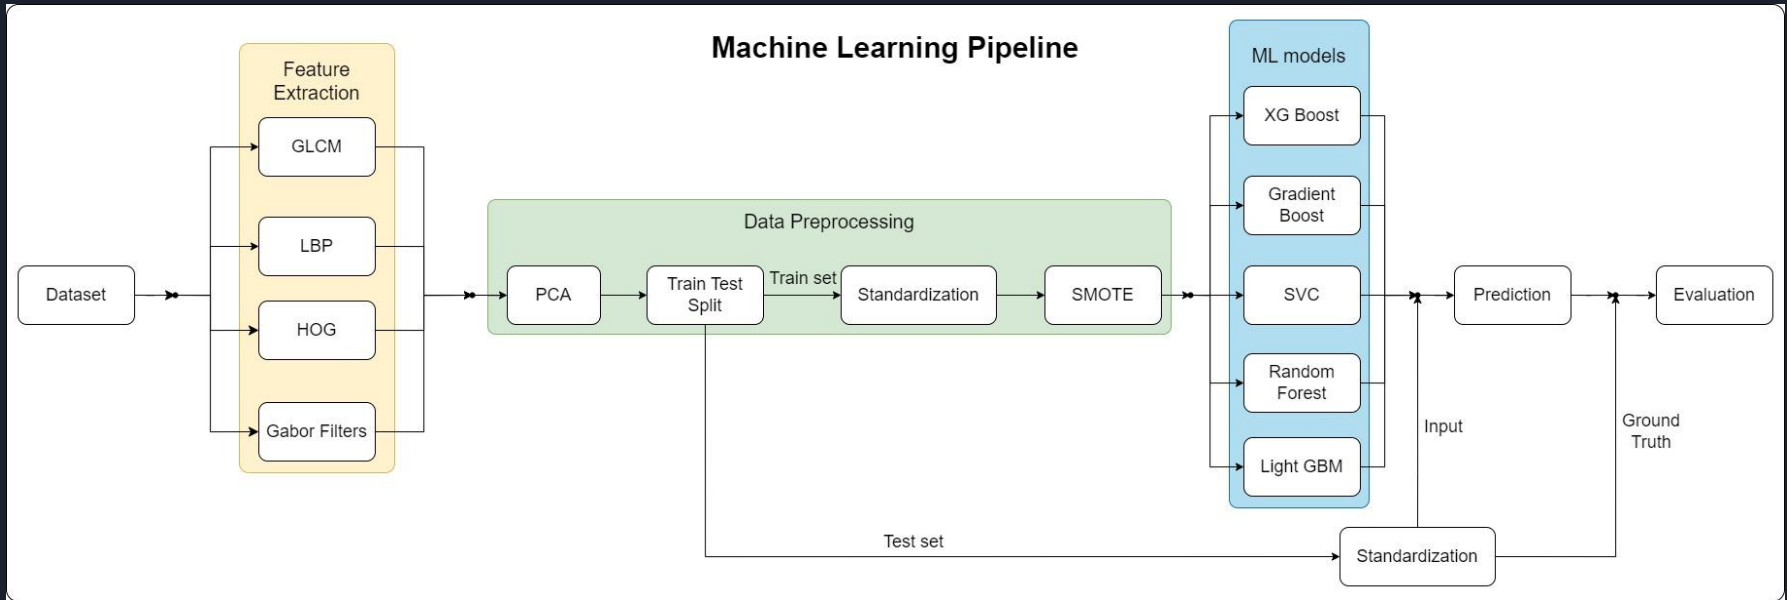 Machine Learning Pipeline
Dataset
Feature
Extraction
GLCM
LBP
HOG
Gabor Filters
Data Preprocessing
PCA
Train Test
Split
Train set
Standardization
SMOTE
Test set
ML models
XG Boost
Gradient
Boost
SVC
Random
Forest
Light GBM
Standardization
Input
Prediction
Ground
Truth
Evaluation